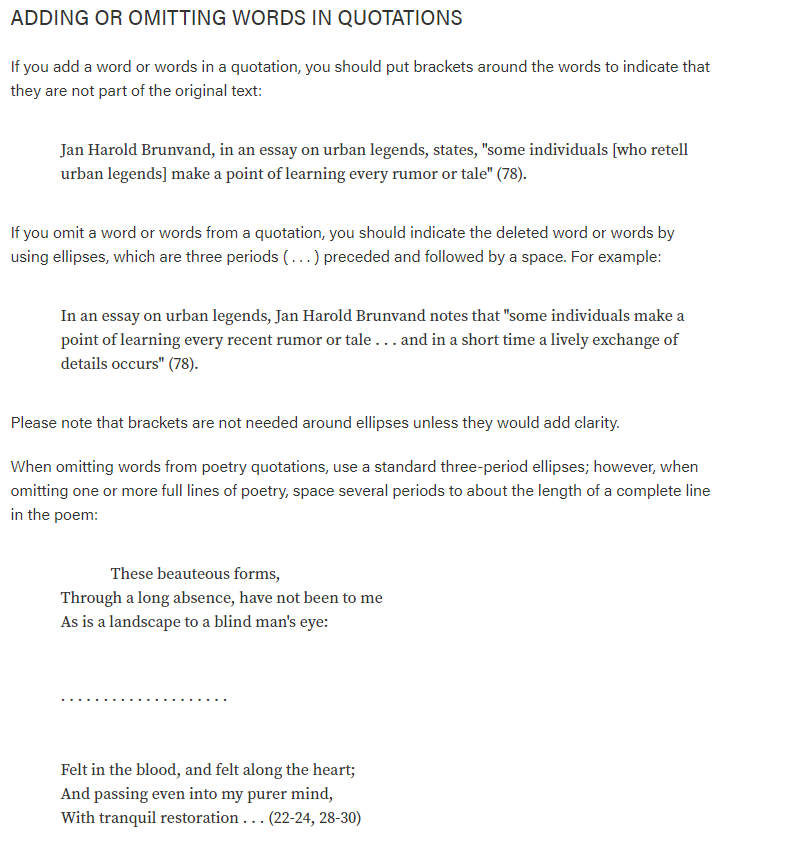 ADDING OR OMITTING WORDS IN QUOTATIONS
If you add a word or words in a quotation, you should put brackets around the words to indicate that
they are not part of the original text:
Jan Harold Brunvand, in an essay on urban legends, states, "some individuals [who retell
urban legends] make a point of learning every rumor or tale" (78).
If you omit a word or words from a quotation, you should indicate the deleted word or words by
using ellipses, which are three periods ( . . . ) preceded and followed by a space. For example:
In an essay on urban legends, Jan Harold Brunvand notes that "some individuals make a
point of learning every recent rumor or tale . . . and in a short time a lively exchange of
details occurs" (78).
Please note that brackets are not needed around ellipses unless they would add clarity.
When omitting words from poetry quotations, use a standard three-period ellipses; however, when
omitting one or more full lines of poetry, space several periods to about the length of a complete line
in the poem:
These beauteous forms,
Through a long absence, have not been to me
As is a landscape to a blind man's eye:
. . . . . . . . . . . . . . . . . . . .
Felt in the blood, and felt along the heart;
And passing even into my purer mind,
With tranquil restoration . . . (22-24, 28-30)